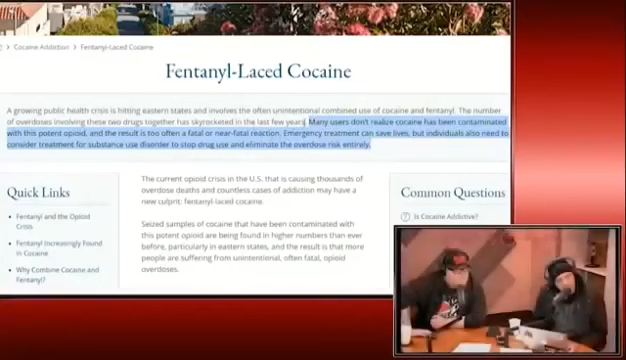 Cocaine Addiction > Fentanyl-Laced Cocaine
Fentanyl-Laced Cocaine
A growing public health crisis is hitting eastern states and involves the often unintentional combined use of cocaine and fentanyl. The number
of overdoses involving these two drugs together has skyrocketed in the last few years. Many users don't realize cocaine has been contaminated
with this potent opioid, and the result is too often a fatal or near-fatal reaction. Emergency treatment can save lives, but individuals also need to
consider treatment for substance use disorder to stop drug use and eliminate the overdose risk entirely.
Quick Links
Fentanyl and the Opioid
Crisis
Fentanyl Increasingly Found
in Cocaine
Why Combine Cocaine and
Fentanyl?
The current opioid crisis in the U.S. that is causing thousands of
overdose deaths and countless cases of addiction may have a
new culprit: fentanyl-laced cocaine.
Seized samples of cocaine that have been contaminated with
this potent opioid are being found in higher numbers than ever
before, particularly in eastern states, and the result is that more
people are suffering from unintentional, often fatal, opioid
overdoses.
Common Questions
Is Cocaine Addictive?